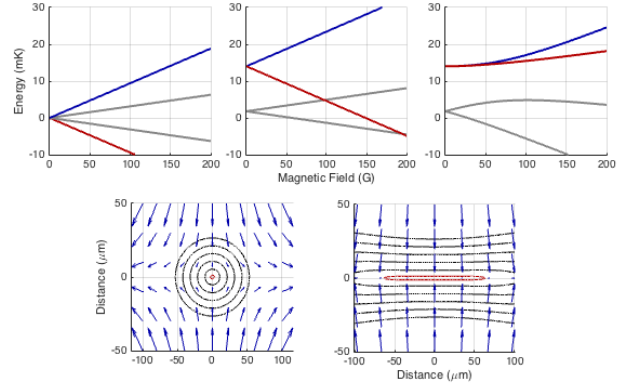 30 30 30
20 20 20
10 10 10
0 0 0
-10 -10 -10
0 50 100 150 200 0 50 100 150 200 0 50 100 150 200
Energy (mK)
Magnetic Field (G)
50 50
0 0
-50 -50
-100 -50 0 50 100 -100 -50 0 50 100
Distance (μm)
Distance (μm)